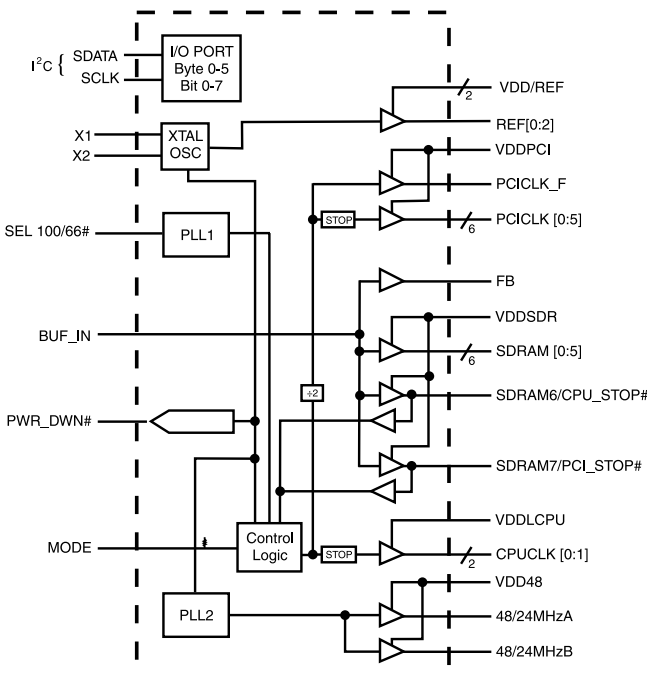 I²C { SDATA
SCLK
I/O PORT
Byte 0-5
Bit 0-7
VDD/REF
2
REF[0:2]
X1
X2
XTAL
OSC
VDDPCI
PCICLK_F
STOP
PCICLK [0:5]
6
SEL 100/66#
PLL1
FB
VDDSDR
BUF_IN
SDRAM [0:5]
6
÷2
SDRAM6/CPU_STOP#
PWR_DWN#
SDRAM7/PCI_STOP#
VDDLCPU
MODE
Control
Logic
STOP
CPUCLK [0:1]
2
VDD48
PLL2
48/24MHzA
48/24MHzB